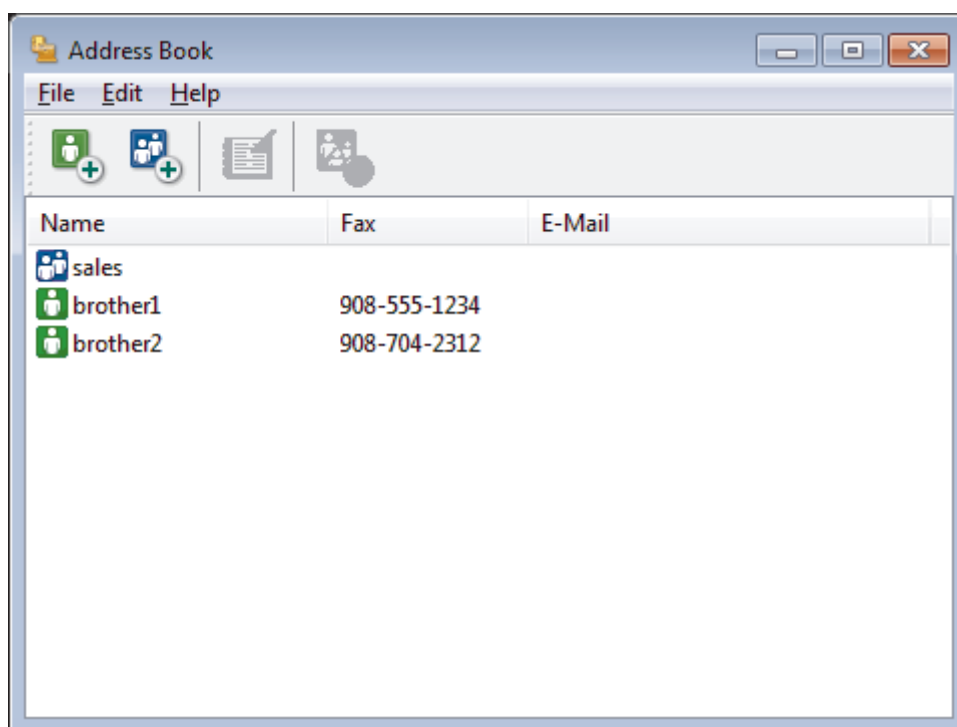 Address Book
File Edit Help
Name Fax E-Mail
sales
brother1 908-555-1234
brother2 908-704-2312